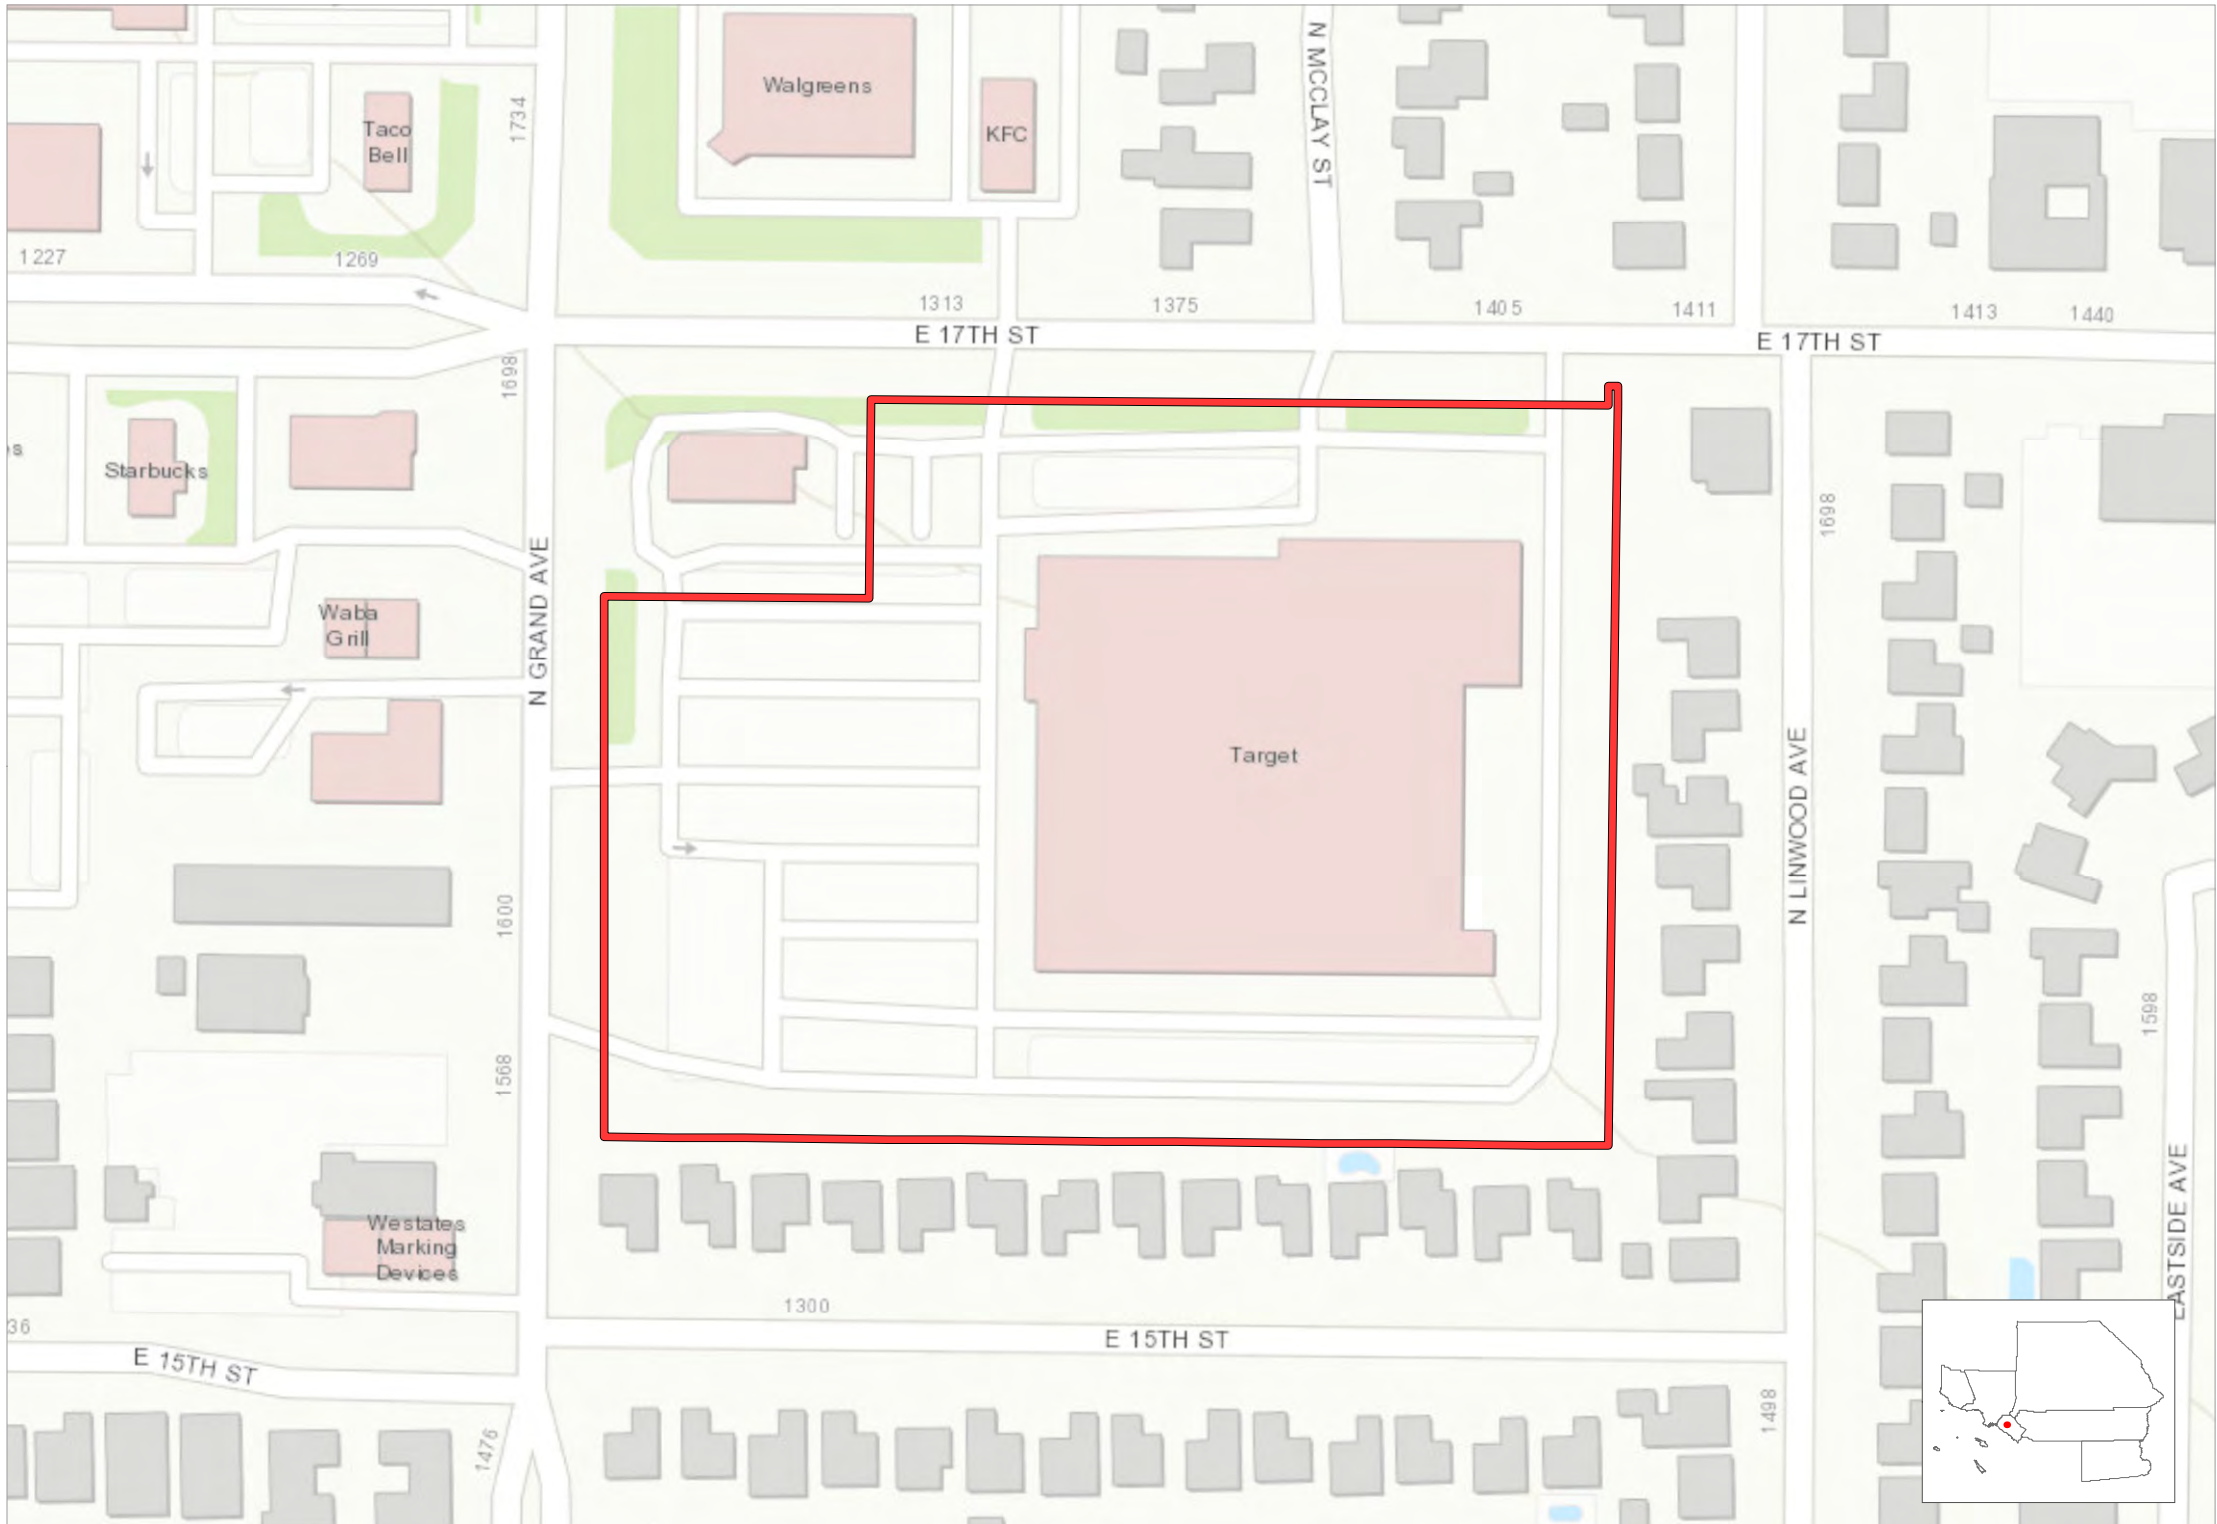 N MCCLAY ST
Walgreens
1734
Taco
Bell
KFC
1227
1269
1313
1375
1405
1411
1413
1440
E 17TH ST
E 17TH ST
1698
Starbucks
1698
N GRAND AVE
Waba
Grill
Target
N LINWOOD AVE
1600
1598
1568
Westates
Marking
Devices
EASTSIDE AVE
1300
36
E 15TH ST
E 15TH ST
1498
1476